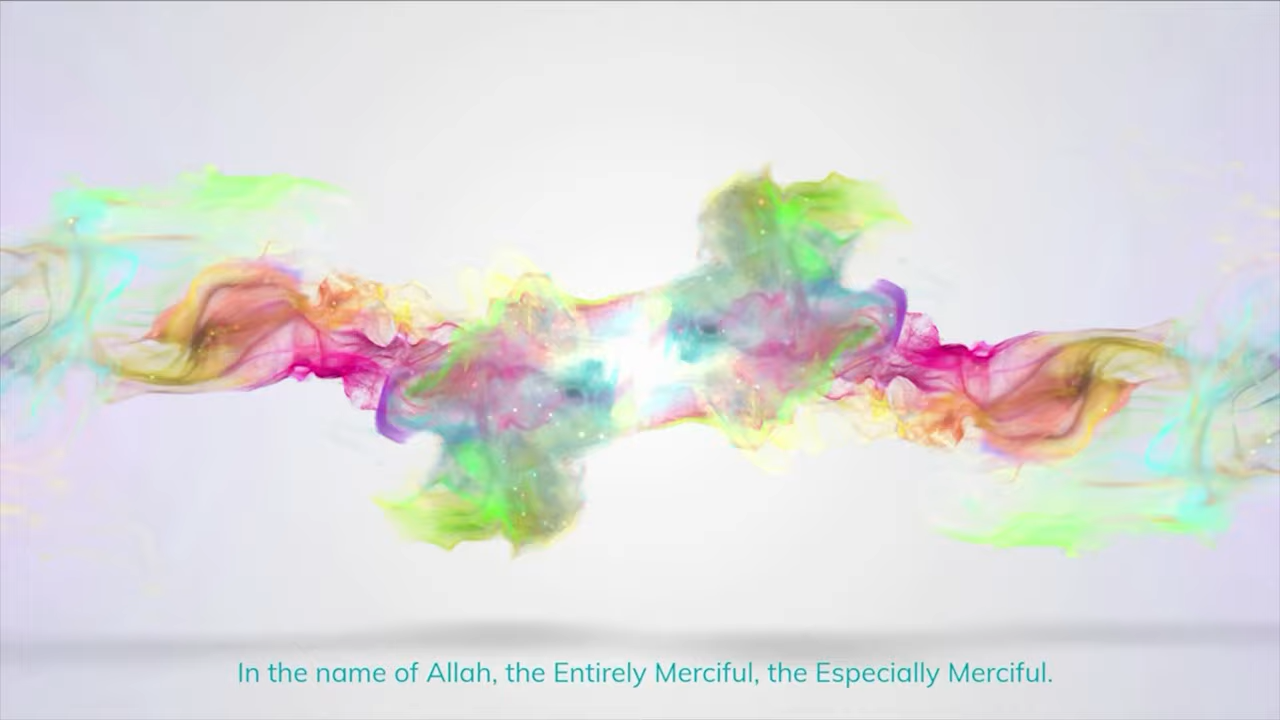 In the name of Allah, the Entirely Merciful, the Especially Merciful.